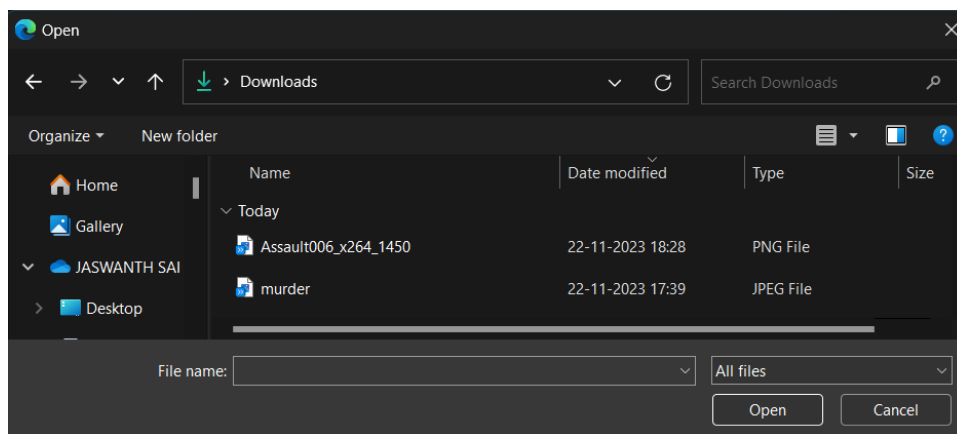 Open
Downloads
Search Downloads
Organize
New folder
Name
Date modified
Type
Size
Home
Gallery
JASWANTH SAI
Desktop
Today
Assault006_x264_1450 22-11-2023 18:28 PNG File
murder 22-11-2023 17:39 JPEG File
File name:
All files
Open
Cancel